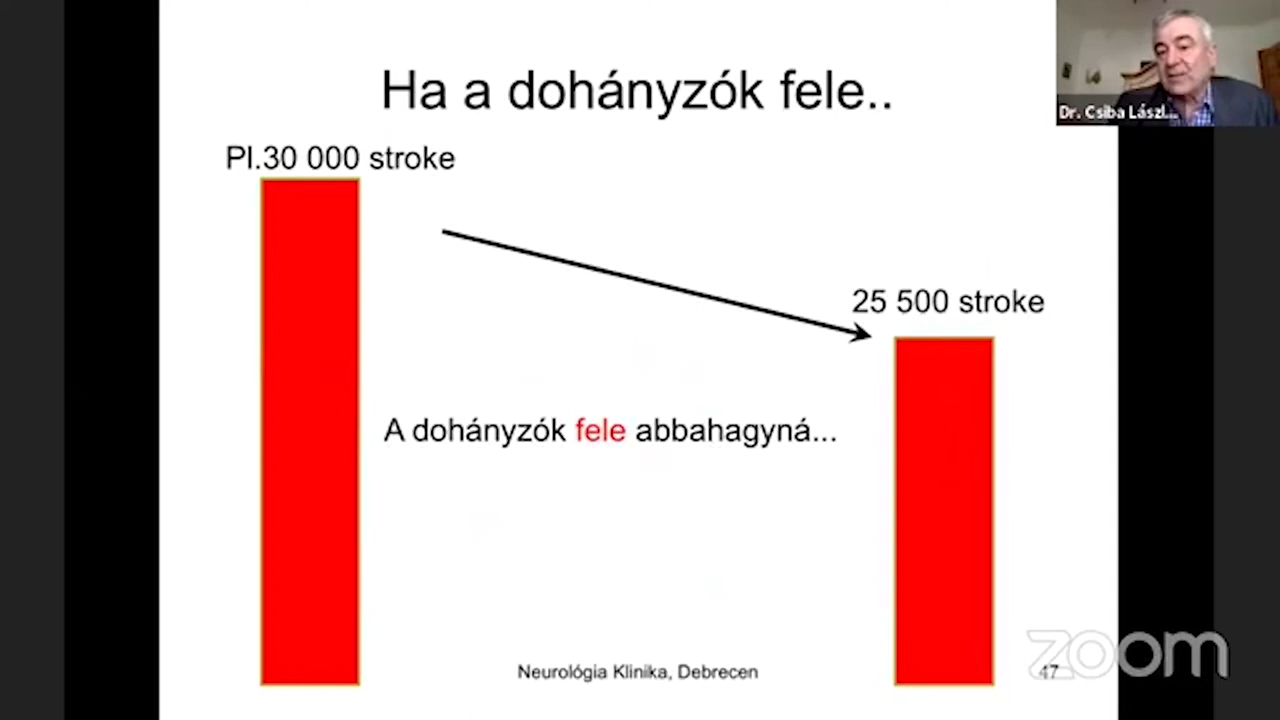 Ha a dohányzók fele..
Dr. Csiba Lászl...
Pl.30 000 stroke
25 500 stroke
A dohányzók fele abbahagyná...
Neurológia Klinika, Debrecen
47
zoom